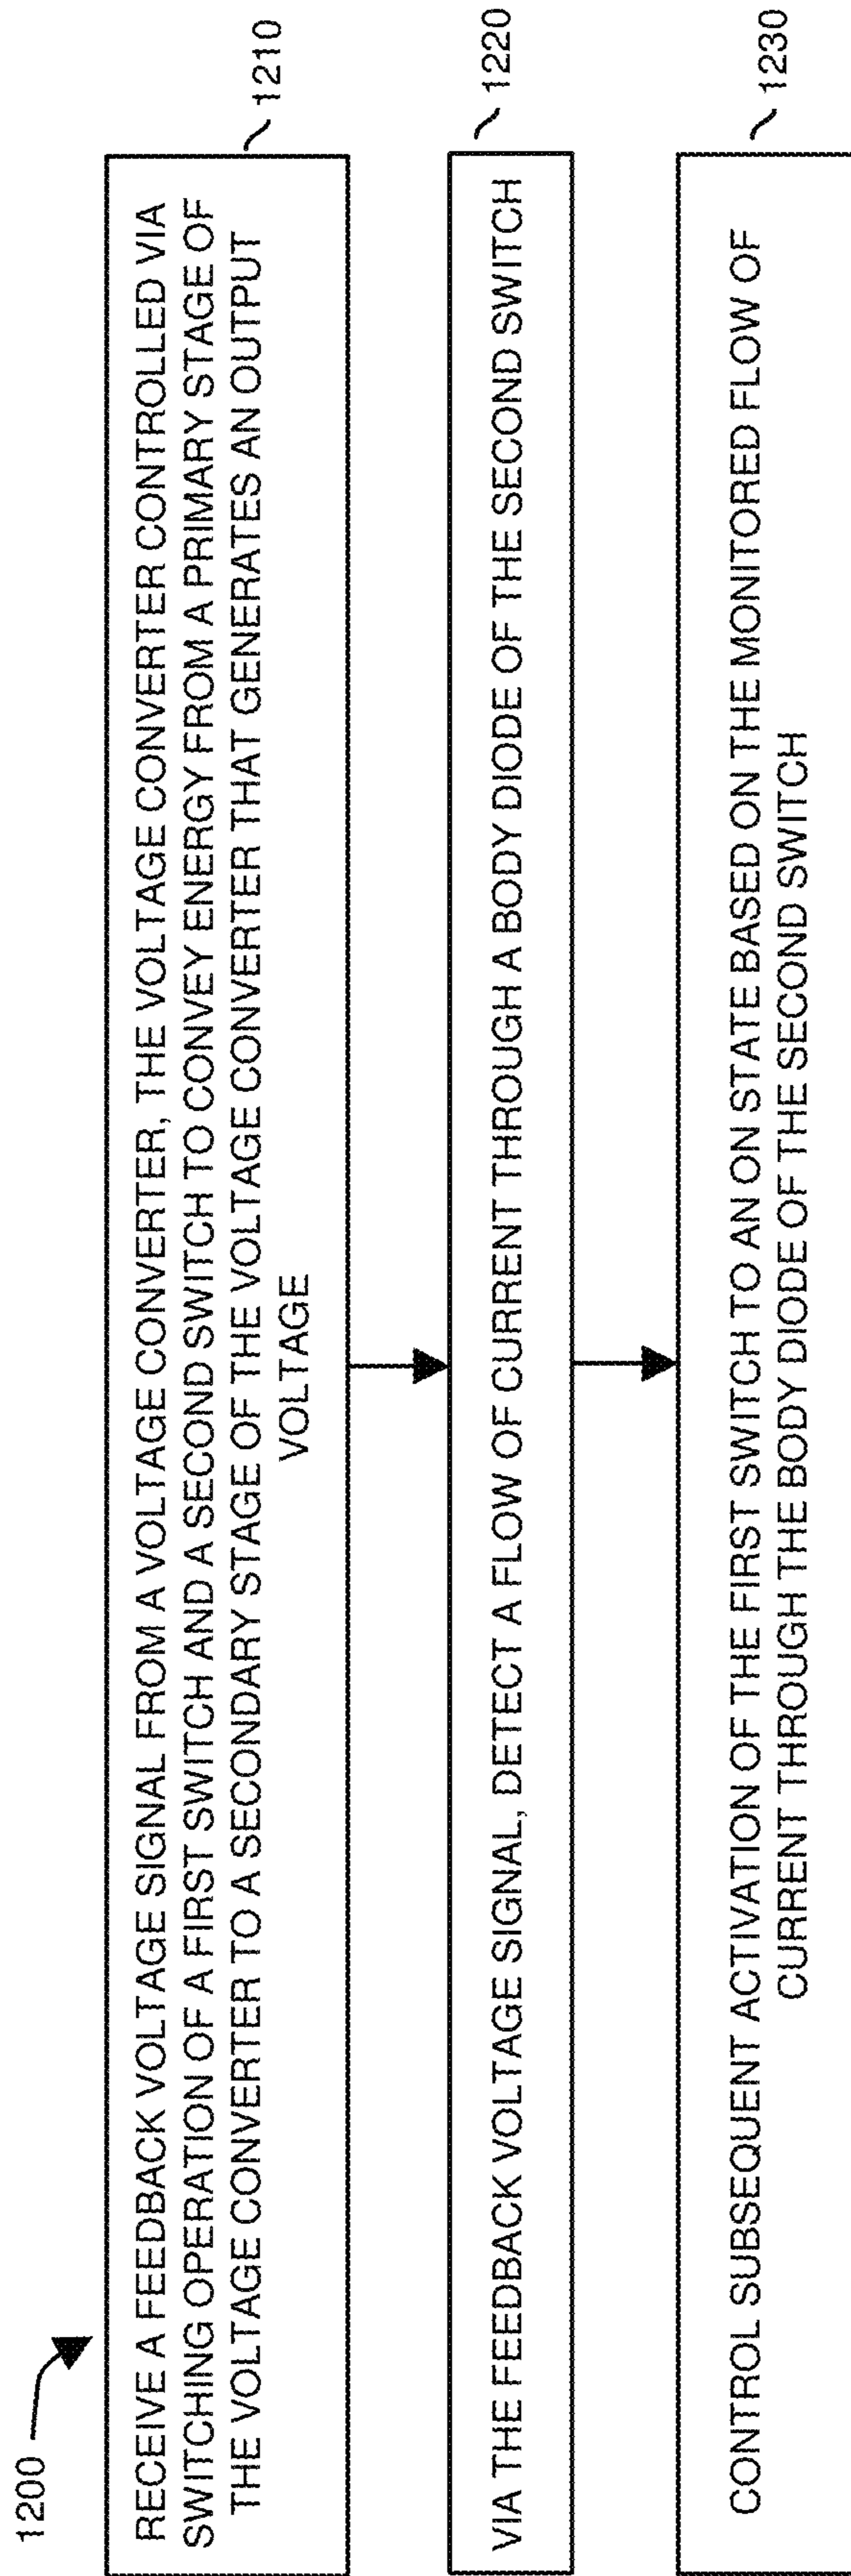 1200
RECEIVE A FEEDBACK VOLTAGE SIGNAL FROM A VOLTAGE CONVERTER, THE VOLTAGE CONVERTER CONTROLLED VIA
SWITCHING OPERATION OF A FIRST SWITCH AND A SECOND SWITCH TO CONVEY ENERGY FROM A PRIMARY STAGE OF
THE VOLTAGE CONVERTER TO A SECONDARY STAGE OF THE VOLTAGE CONVERTER THAT GENERATES AN OUTPUT
VOLTAGE
1210
VIA THE FEEDBACK VOLTAGE SIGNAL, DETECT A FLOW OF CURRENT THROUGH A BODY DIODE OF THE SECOND SWITCH
1220
CONTROL SUBSEQUENT ACTIVATION OF THE FIRST SWITCH TO AN ON STATE BASED ON THE MONITORED FLOW OF
CURRENT THROUGH THE BODY DIODE OF THE SECOND SWITCH
1230